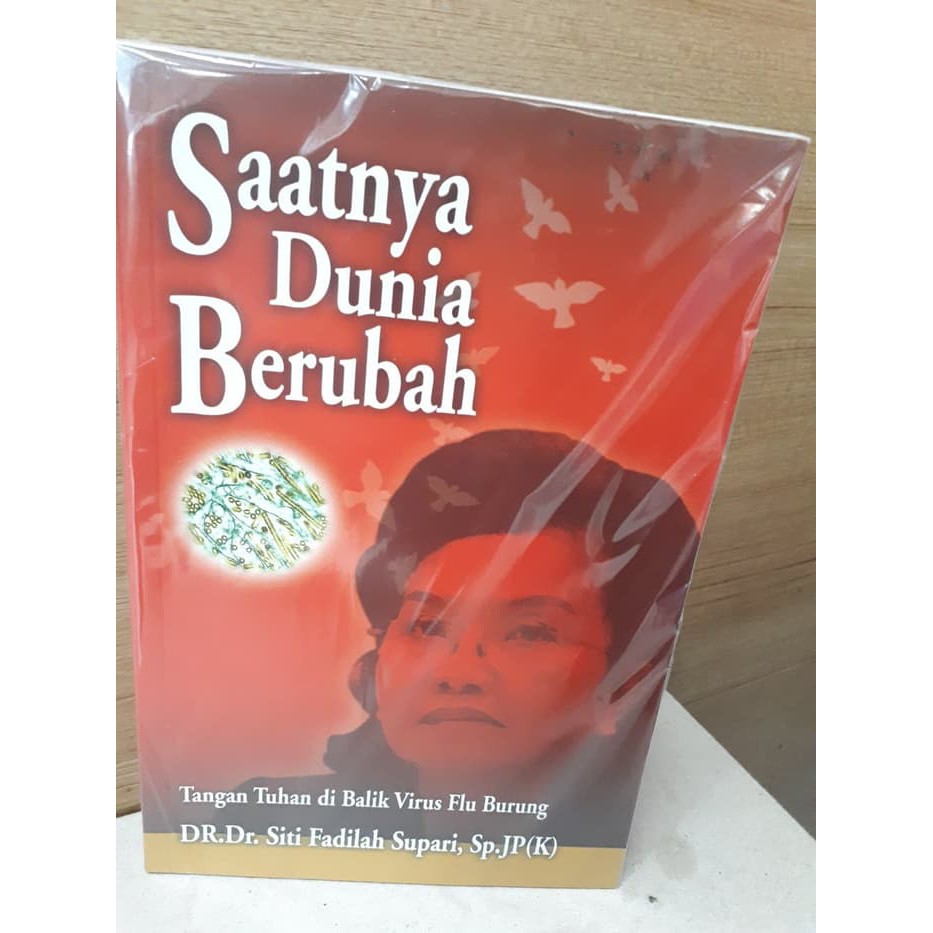 Saatnya
Dunia
Berubah
Tangan Tuhan di Balik Virus Flu Burung
DR.Dr. Siti Fadilah Supari, Sp.JP(K)